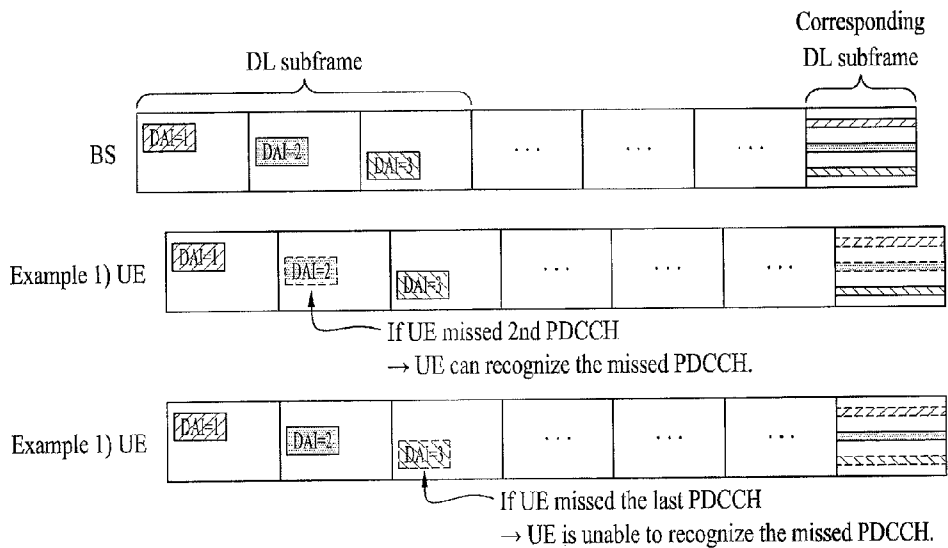 Corresponding
DL subframe
DL subframe
BS
DAI=1
DAI=2
DAI=3
...
...
...
Example 1) UE
DAI=1
DAI=2
DAI=3
...
...
...
If UE missed 2nd PDCCH
→ UE can recognize the missed PDCCH.
Example 1) UE
DAI=1
DAI=2
DAI=3
...
...
...
If UE missed the last PDCCH
→ UE is unable to recognize the missed PDCCH.